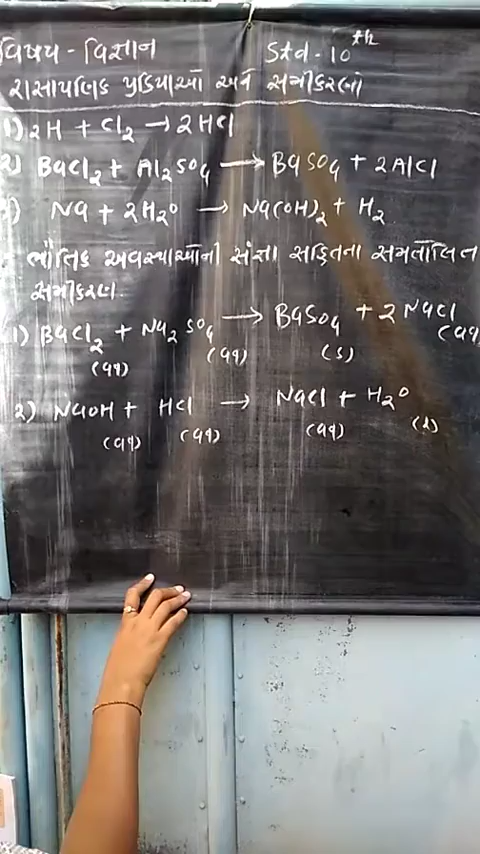 વિષય - વિજ્ઞાન Std - 10th
રાસાયણિક પ્રક્રિયાઓ અને સમીકરણો
1) 2H + Cl2 → 2HCl
2) BaCl2 + Al2SO4 → BaSO4 + 2AlCl
3) Na + 2H2O → Na(OH)2 + H2
ભૌતિક અવસ્થાઓની સંજ્ઞા સહિતના સમતોલિત
સમીકરણ.
1) BaCl2 + Na2SO4 → BaSO4 + 2NaCl
(aq) (aq) (s) (aq)
2) NaOH + HCl → NaCl + H2O
(aq) (aq) (aq) (l)